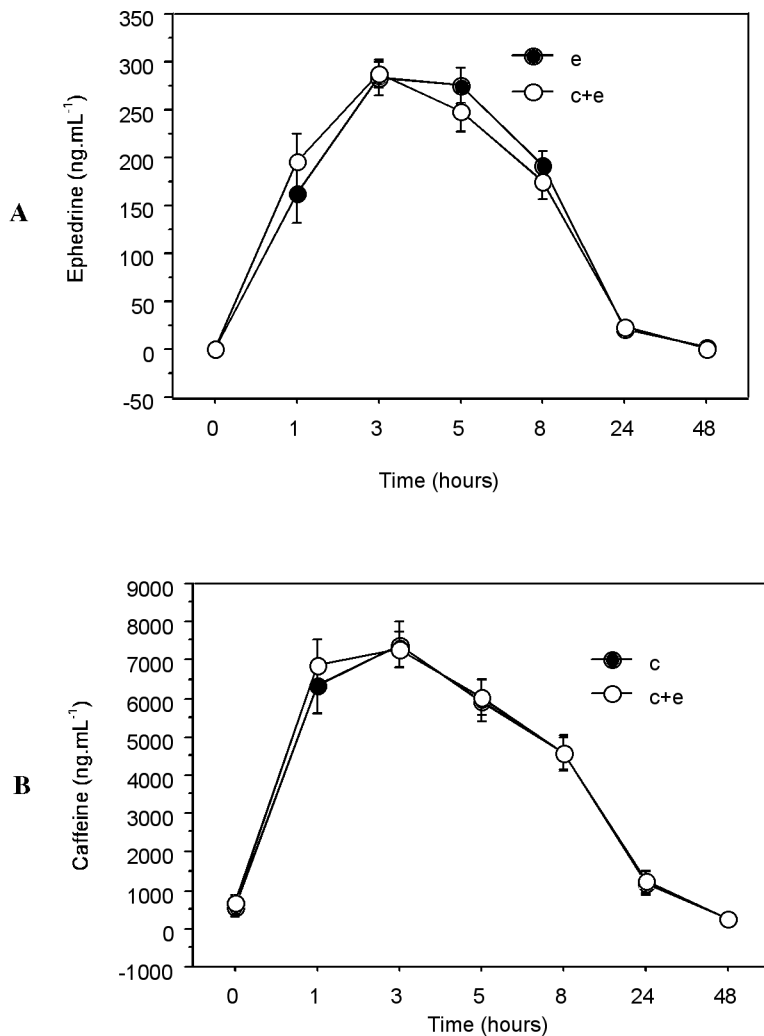 A
Ephedrine (ng.mL⁻¹)
350
300
250
200
150
100
50
0
-50
e
c+e
0 1 3 5 8 24 48
Time (hours)
B
Caffeine (ng.mL⁻¹)
9000
8000
7000
6000
5000
4000
3000
2000
1000
0
-1000
c
c+e
0 1 3 5 8 24 48
Time (hours)